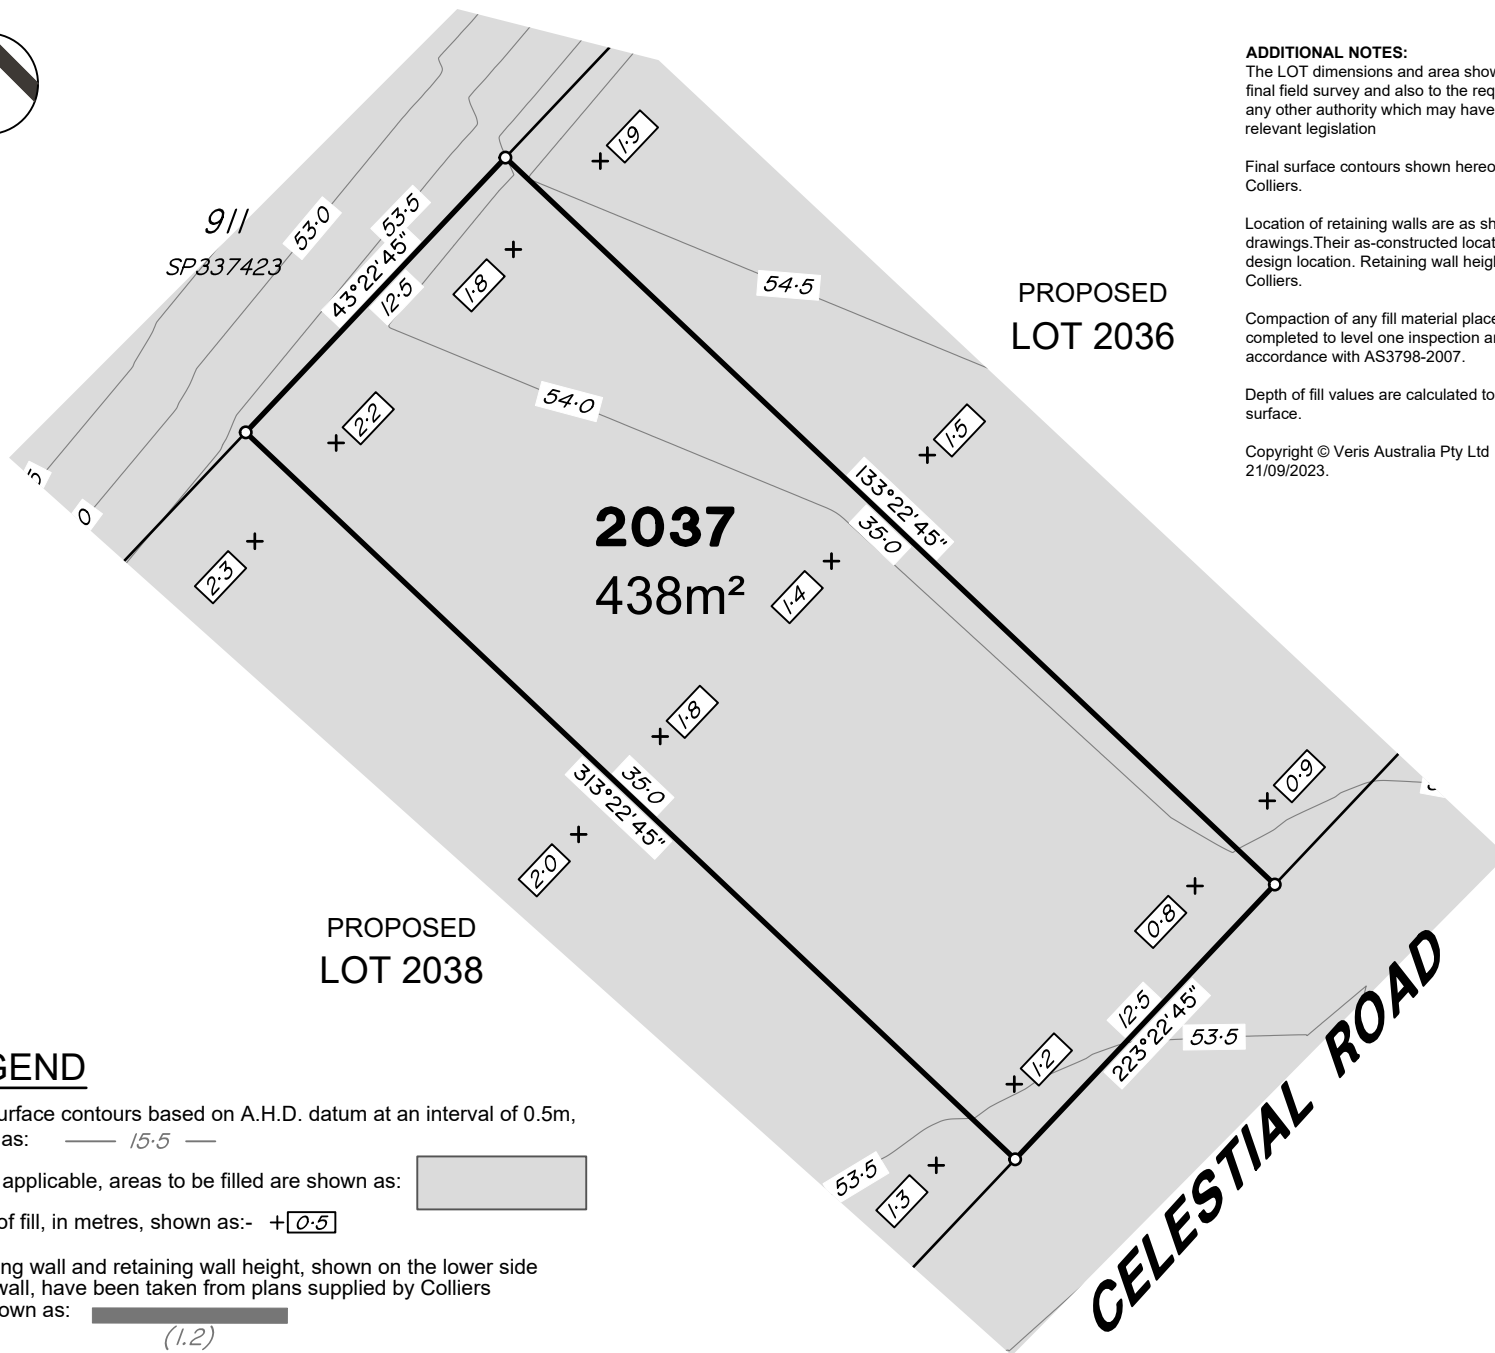 ADDITIONAL NOTES:
The LOT dimensions and area
final field survey and also to the
any other authority which may have
relevant legislation
Final surface contours shown
Colliers.
Location of retaining walls are as
drawings.Their as-constructed
design location. Retaining wall
Colliers.
Compaction of any fill material
completed to level one inspection
accordance with AS3798-2007.
Depth of fill values are calculated to
surface.
Copyright © Veris Australia Pty Ltd
21/09/2023.
911
SP337423
53·0
53·5
43°22'45"
12·5
1·9
1·8
54·5
PROPOSED
LOT 2036
2·2
54·0
1·5
133°22'45"
35·0
2037
438m²
2·3
1·4
1·8
35·0
313°22'45"
2·0
0·9
0·8
PROPOSED
LOT 2038
12·5
223°22'45"
53·5
1·2
53·5
1·3
CELESTIAL ROAD
GEND
urface contours based on A.H.D. datum at an interval of 0.5m,
as: 15·5
applicable, areas to be filled are shown as:
of fill, in metres, shown as:- +0·5
ng wall and retaining wall height, shown on the lower side
wall, have been taken from plans supplied by Colliers
own as:
(1.2)